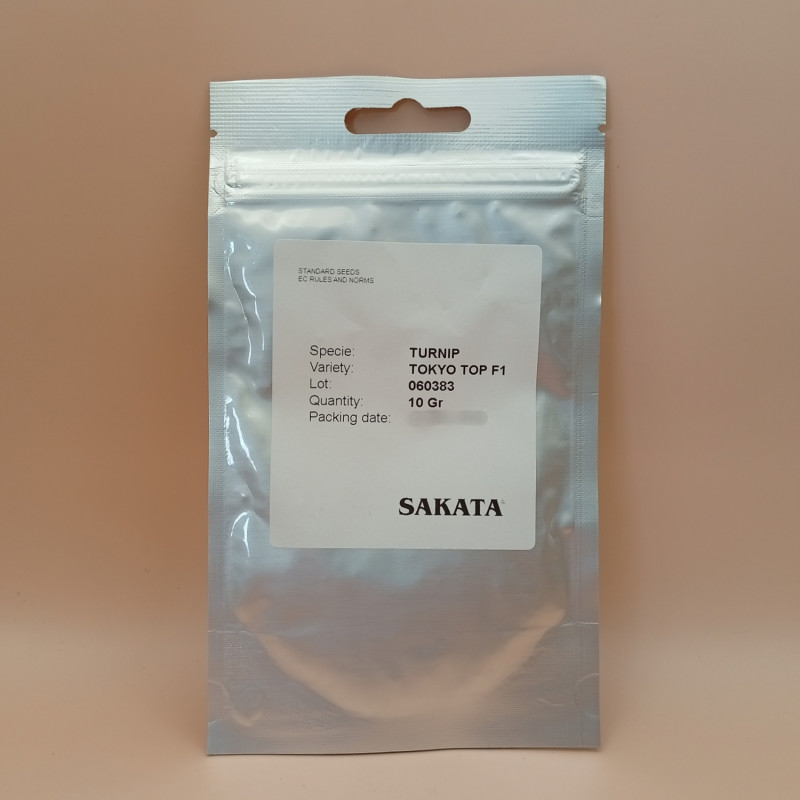 STANDARD SEEDS
EC RULES AND NORMS
Specie: TURNIP
Variety: TOKYO TOP F1
Lot: 060383
Quantity: 10 Gr
Packing date:
SAKATA